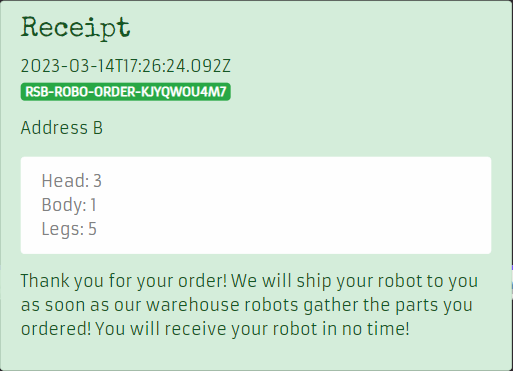 Receipt
2023-03-14T17:26:24.092Z
RSB-ROBO-ORDER-KJYQWOU4M7
Address B
Head: 3
Body: 1
Legs: 5
Thank you for your order! We will ship your robot to you
as soon as our warehouse robots gather the parts you
ordered! You will receive your robot in no time!